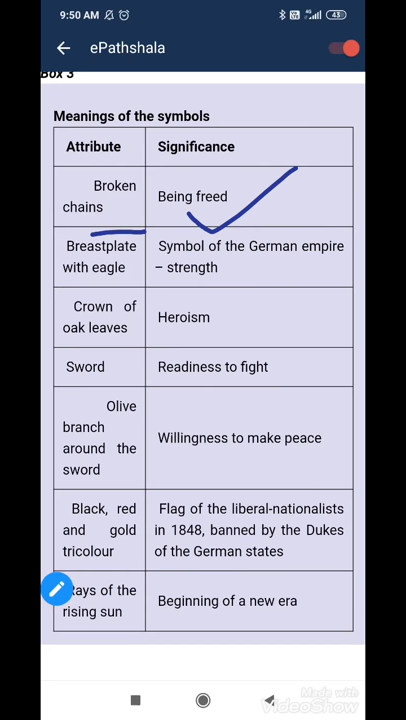 9:50 AM
4G
43
ePathshala
Box 3
Meanings of the symbols
Attribute Significance
Broken
chains
Being freed
Breastplate
with eagle
Symbol of the German empire
– strength
Crown of
oak leaves
Heroism
Sword Readiness to fight
Olive
branch
around the
sword
Willingness to make peace
Black, red
and gold
tricolour
Flag of the liberal-nationalists
in 1848, banned by the Dukes
of the German states
Rays of the
rising sun
Beginning of a new era
Made with
VideoShow